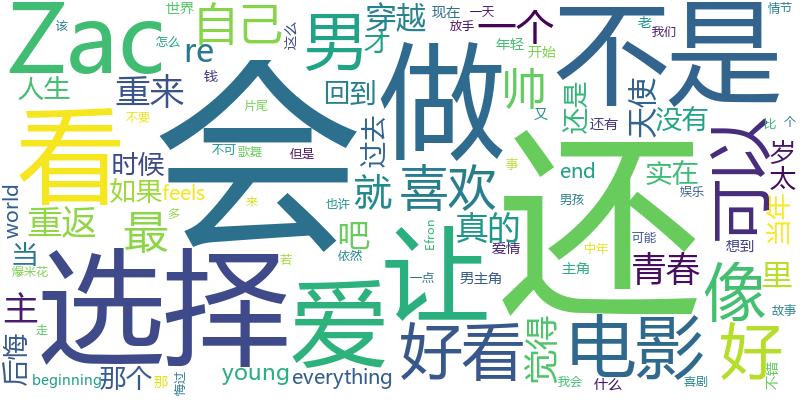 Zac
re
自己
世界
该
怎么
这么
男
穿越
才
现在
一天
一个
放手
年轻
老
我们
开始
不是
情节
人生
钱
重来
会
片尾
回到
做
帅
又
还是
天使
没有
比
个
看
不要
时候
不可
歌舞
但是
过去
还有
可以
岁
太
world
如果
feels
就
喜欢
还
事
end
实在
娱乐
男孩
重返
最
多
来
也许
吧
让
Efron
真的
爱情
中年
可能
想到
当年
当
爆米花
选择
若
依然
爱
一点
男主角
主角
青春
像
里
故事
主
走
后悔
beginning
那个
那
悔过
young
everything
好看
觉得
我会
电影
什么
喜剧
好
不错